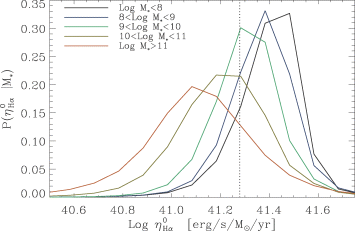 0.35
0.30
0.25
0.20
0.15
0.10
0.05
0.00
P(η⁰Hα |M*)
Log M*<8
8<Log M*<9
9<Log M*<10
10<Log M*<11
Log M*>11
40.6 40.8 41.0 41.2 41.4 41.6
Log η⁰Hα [erg/s/M⊙/yr]